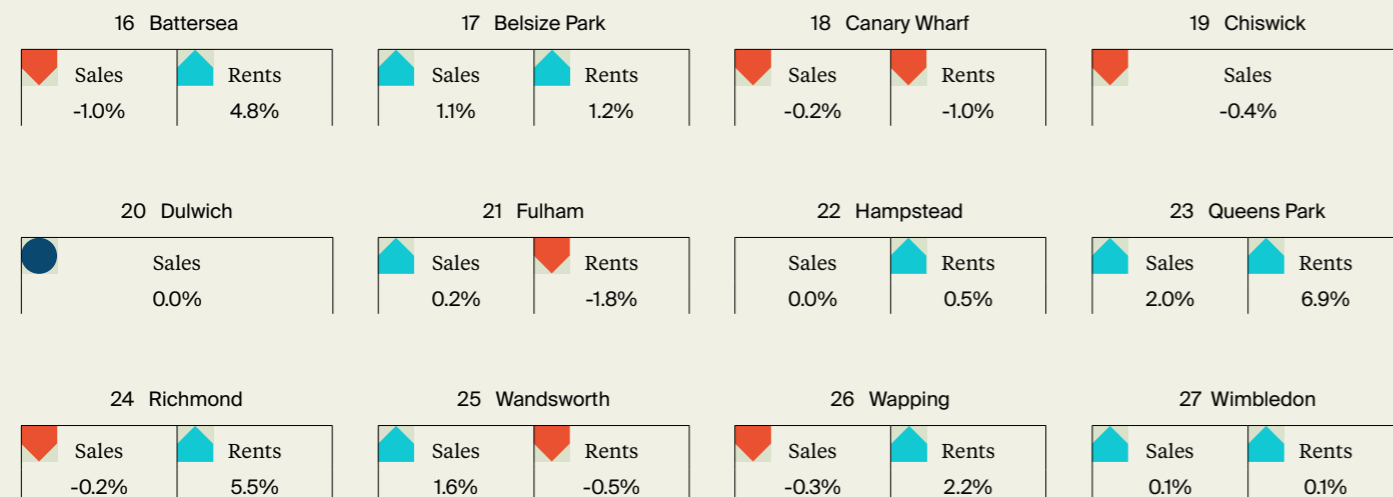 16 Battersea
Sales Rents
-1.0% 4.8%
17 Belsize Park
Sales Rents
1.1% 1.2%
18 Canary Wharf
Sales Rents
-0.2% -1.0%
19 Chiswick
Sales
-0.4%
20 Dulwich
Sales
0.0%
21 Fulham
Sales Rents
0.2% -1.8%
22 Hampstead
Sales Rents
0.0% 0.5%
23 Queens Park
Sales Rents
2.0% 6.9%
24 Richmond
Sales Rents
-0.2% 5.5%
25 Wandsworth
Sales Rents
1.6% -0.5%
26 Wapping
Sales Rents
-0.3% 2.2%
27 Wimbledon
Sales Rents
0.1% 0.1%